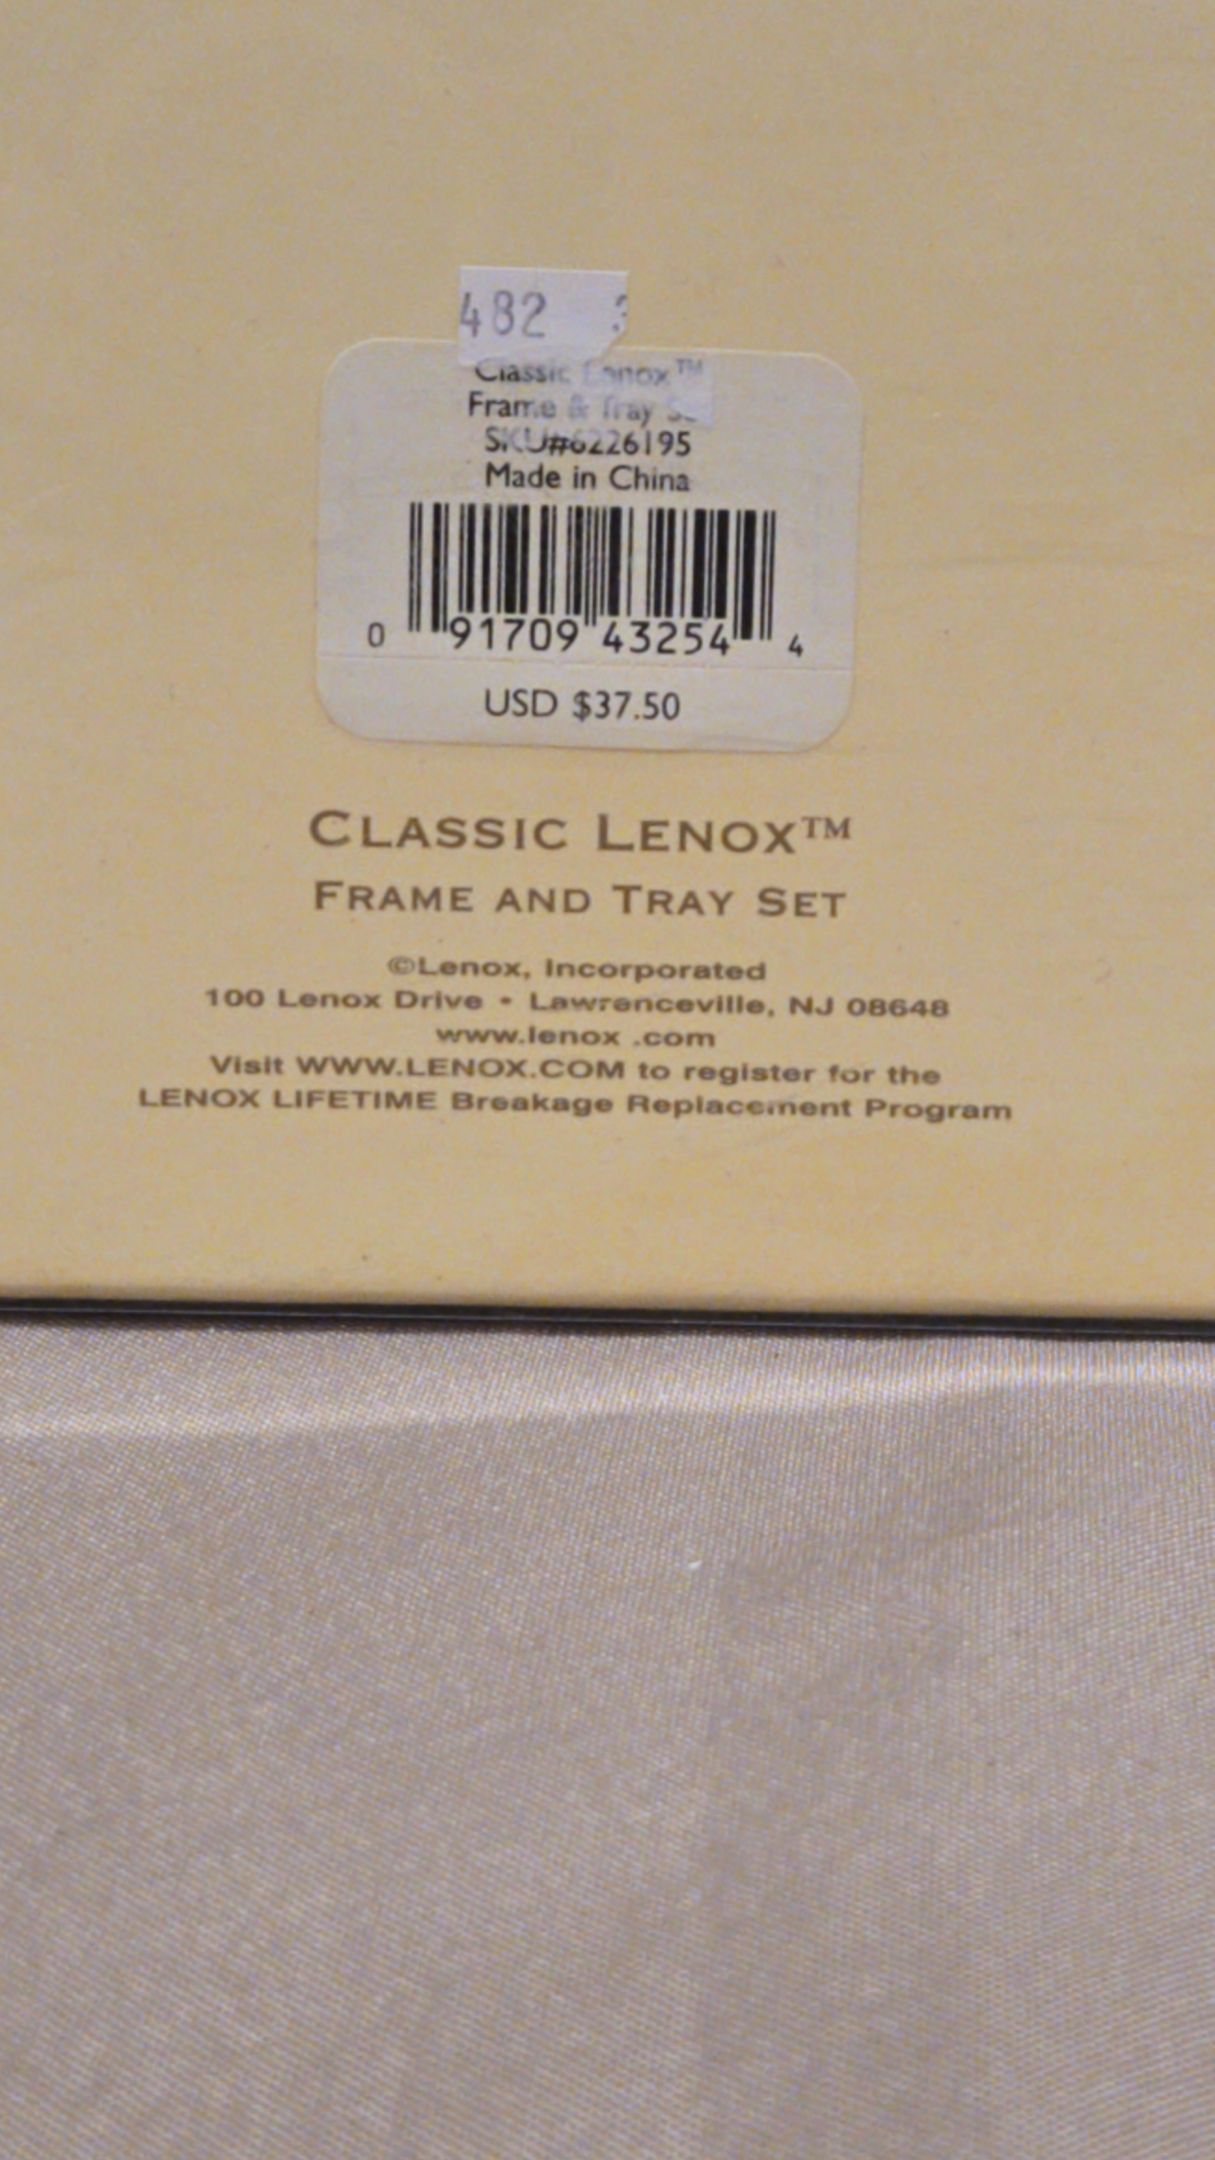 482
Classic Lenox™
Frame & Tray
SKU#6226195
Made in China
0 91709 43254 4
USD $37.50
CLASSIC LENOX™
FRAME AND TRAY SET
©Lenox, Incorporated
100 Lenox Drive • Lawrenceville, NJ 08648
www.lenox .com
Visit WWW.LENOX.COM to register for the
LENOX LIFETIME Breakage Replacement Program